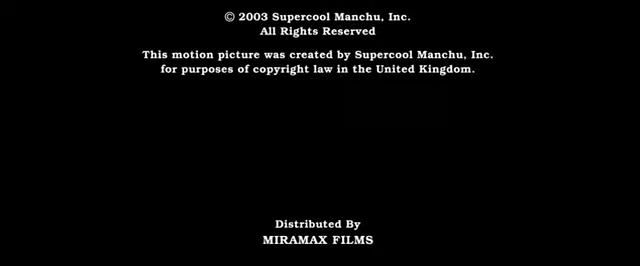 © 2003 Supercool Manchu, Inc.
All Rights Reserved
This motion picture was created by Supercool Manchu, Inc.
for purposes of copyright law in the United Kingdom.
Distributed By
MIRAMAX FILMS